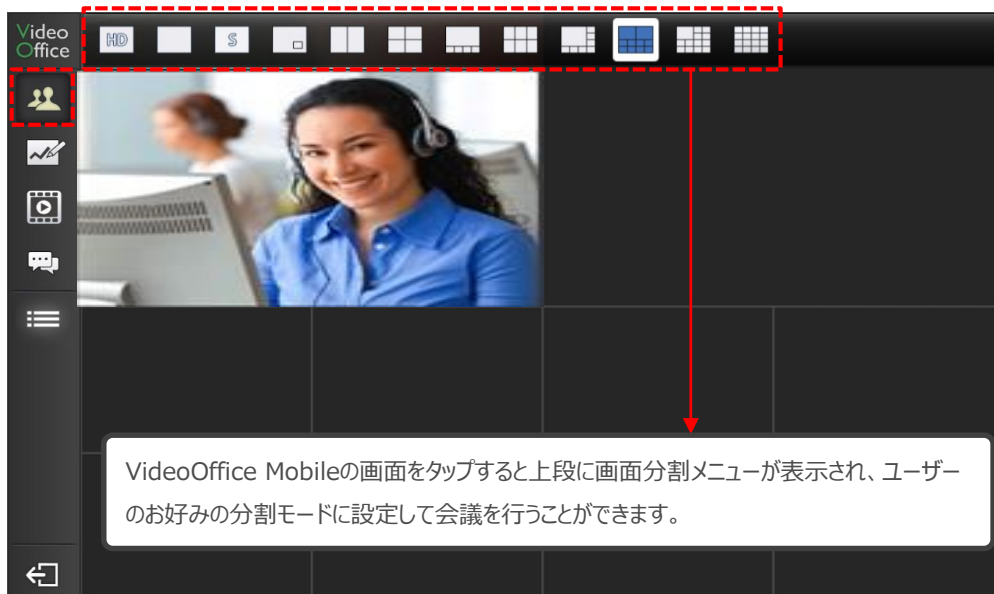 Video
Office
HD
S
VideoOffice Mobileの画面をタップすると上段に画面分割メニューが表示され、ユーザー
のお好みの分割モードに設定して会議を行うことができます。